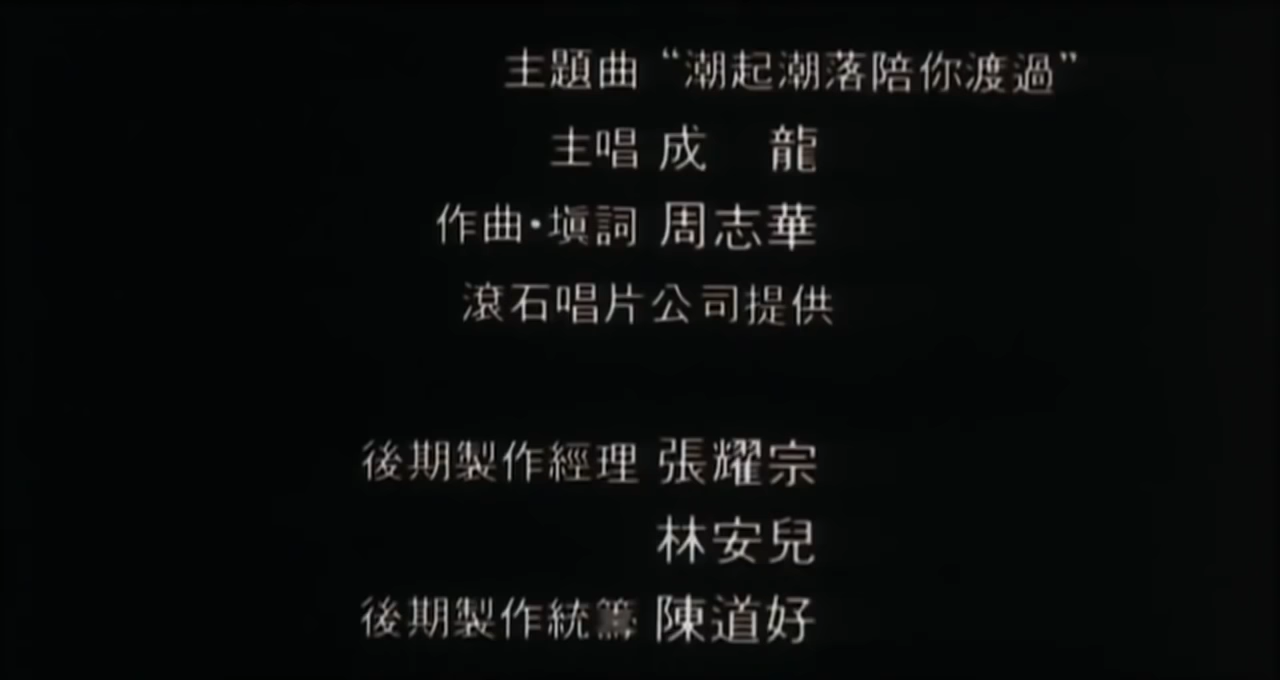 主題曲 “潮起潮落陪你渡過”
主唱 成 龍
作曲·塡詞 周志華
滾石唱片公司提供
後期製作經理 張耀宗
林安兒
後期製作統籌 陳道好